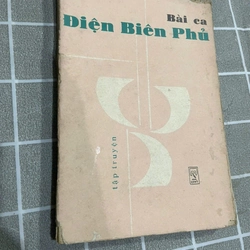 Bài ca
Điện Biên Phủ
tập truyện